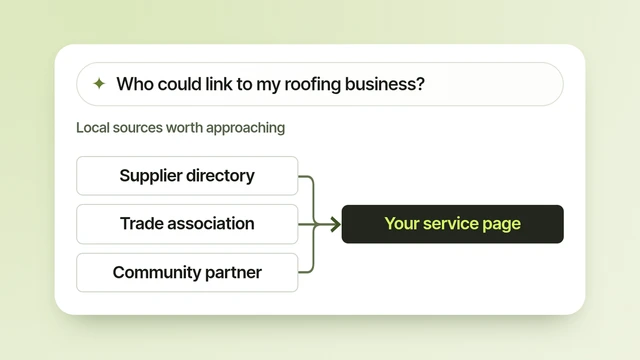 Who could link to my roofing business?
Local sources worth approaching
Supplier directory
Trade association
Community partner
Your service page